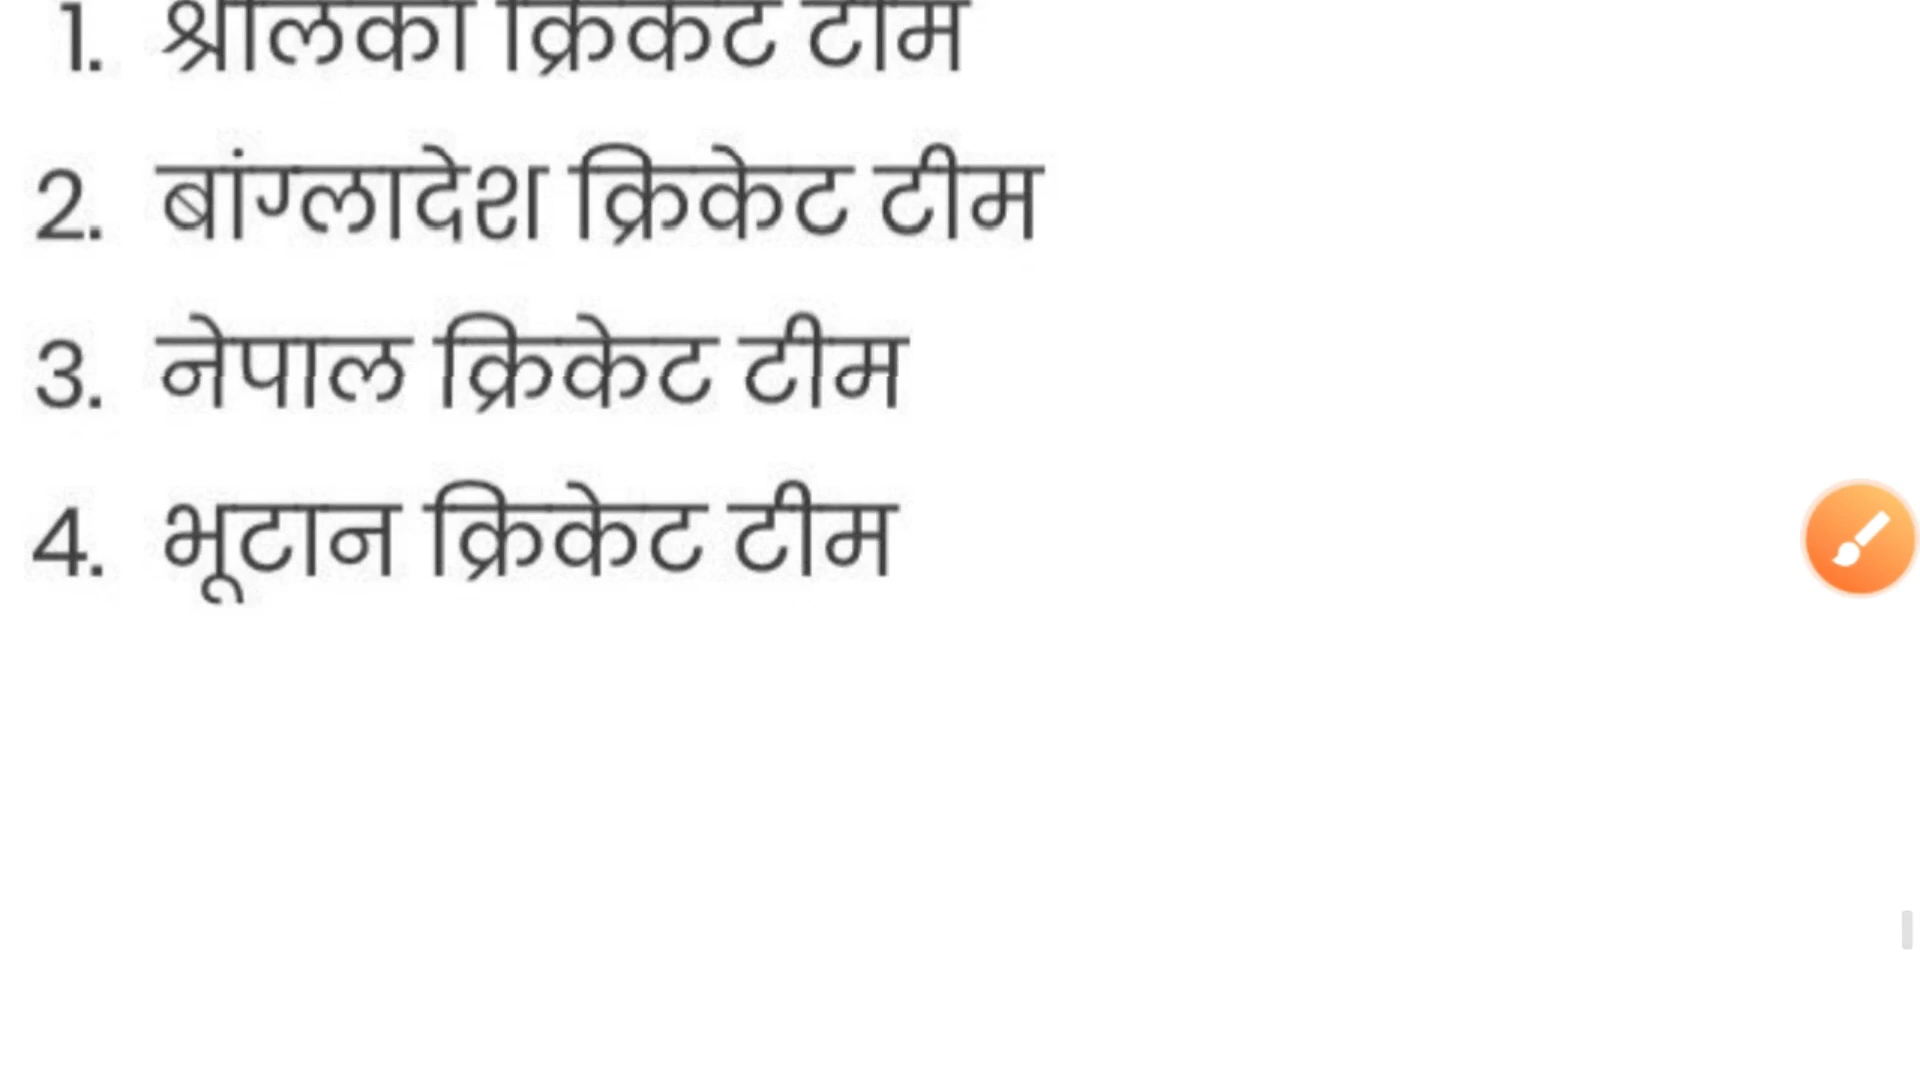 1. श्रीलंका क्रिकेट टीम
2. बांग्लादेश क्रिकेट टीम
3. नेपाल क्रिकेट टीम
4. भूटान क्रिकेट टीम